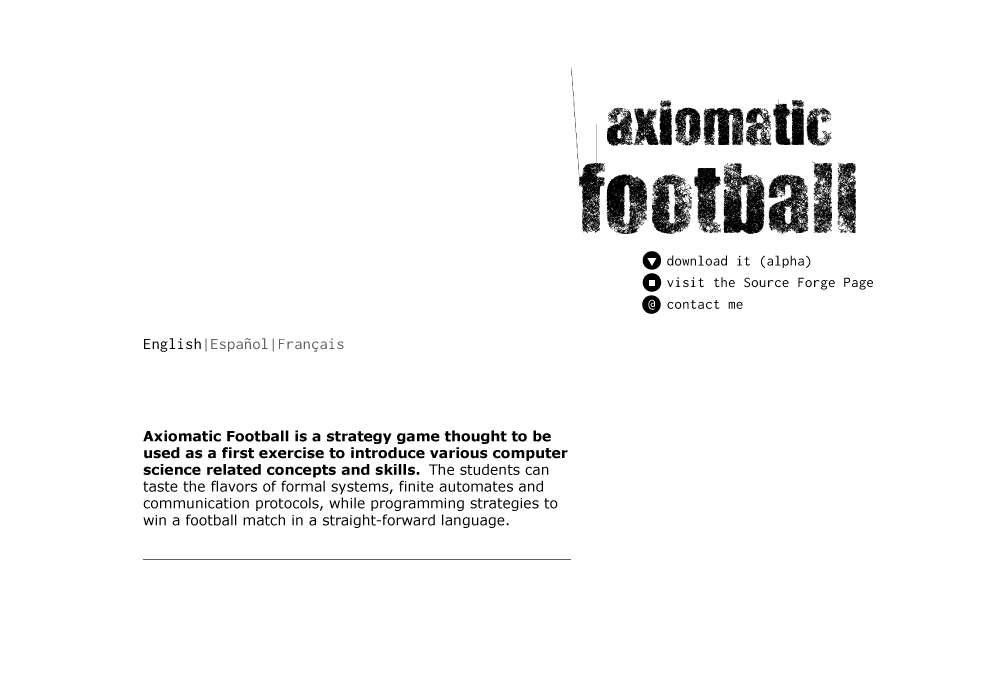 axiomatic
football
download it (alpha)
visit the Source Forge Page
@ contact me
English|Español|Français
Axiomatic Football is a strategy game thought to be
used as a first exercise to introduce various computer
science related concepts and skills.  The students can
taste the flavors of formal systems, finite automates and
communication protocols, while programming strategies to
win a football match in a straight-forward language.